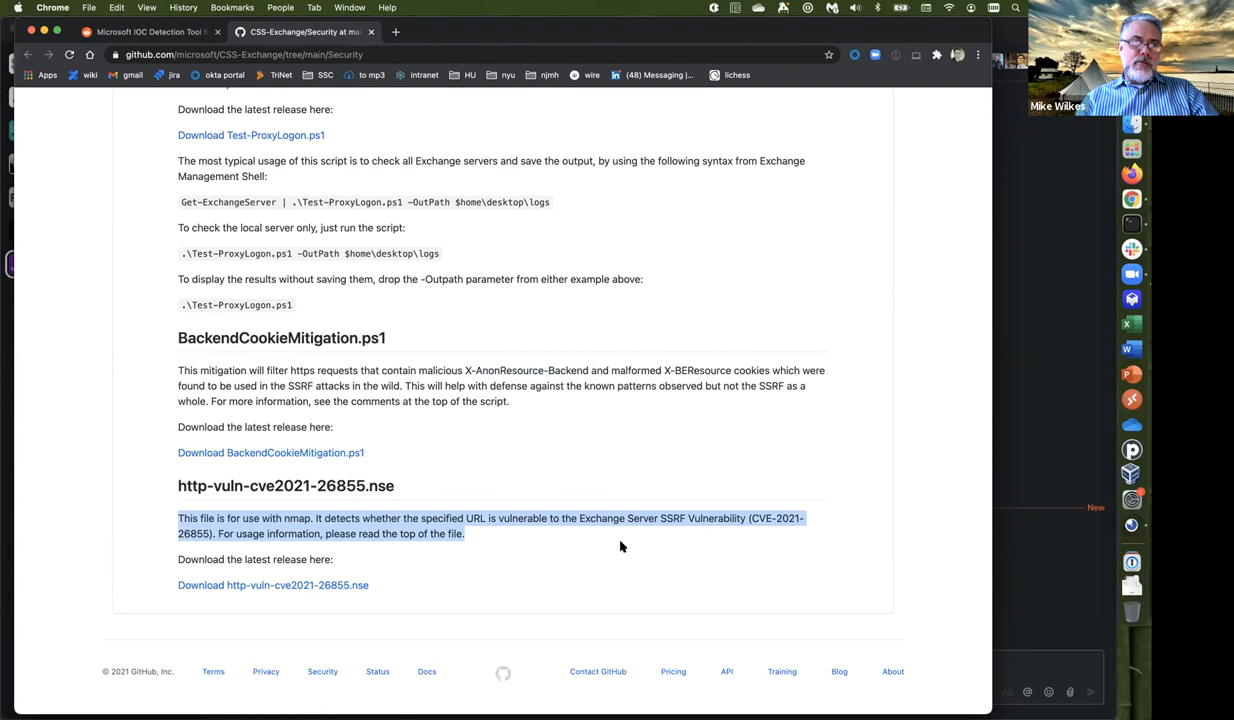 Chrome File Edit View History Bookmarks People Tab Window Help
Microsoft IOC Detection Tool f
CSS-Exchange/Security at ma
github.com/microsoft/CSS-Exchange/tree/main/Security
Apps wiki gmail jira okta portal TriNet SSC to mp3 intranet HU nyu njmh wire (48) Messaging |... lichess
Mike Wilkes
Download the latest release here:
Download Test-ProxyLogon.ps1
The most typical usage of this script is to check all Exchange servers and save the output, by using the following syntax from Exchange
Management Shell:
Get-ExchangeServer | .\Test-ProxyLogon.ps1 -OutPath $home\desktop\logs
To check the local server only, just run the script:
.\Test-ProxyLogon.ps1 -OutPath $home\desktop\logs
To display the results without saving them, drop the -Outpath parameter from either example above:
.\Test-ProxyLogon.ps1
BackendCookieMitigation.ps1
This mitigation will filter https requests that contain malicious X-AnonResource-Backend and malformed X-BEResource cookies which were
found to be used in the SSRF attacks in the wild. This will help with defense against the known patterns observed but not the SSRF as a
whole. For more information, see the comments at the top of the script.
Download the latest release here:
Download BackendCookieMitigation.ps1
http-vuln-cve2021-26855.nse
This file is for use with nmap. It detects whether the specified URL is vulnerable to the Exchange Server SSRF Vulnerability (CVE-2021-
26855). For usage information, please read the top of the file.
New
Download the latest release here:
Download http-vuln-cve2021-26855.nse
© 2021 GitHub, Inc. Terms Privacy Security Status Docs Contact GitHub Pricing API Training Blog About
Aa